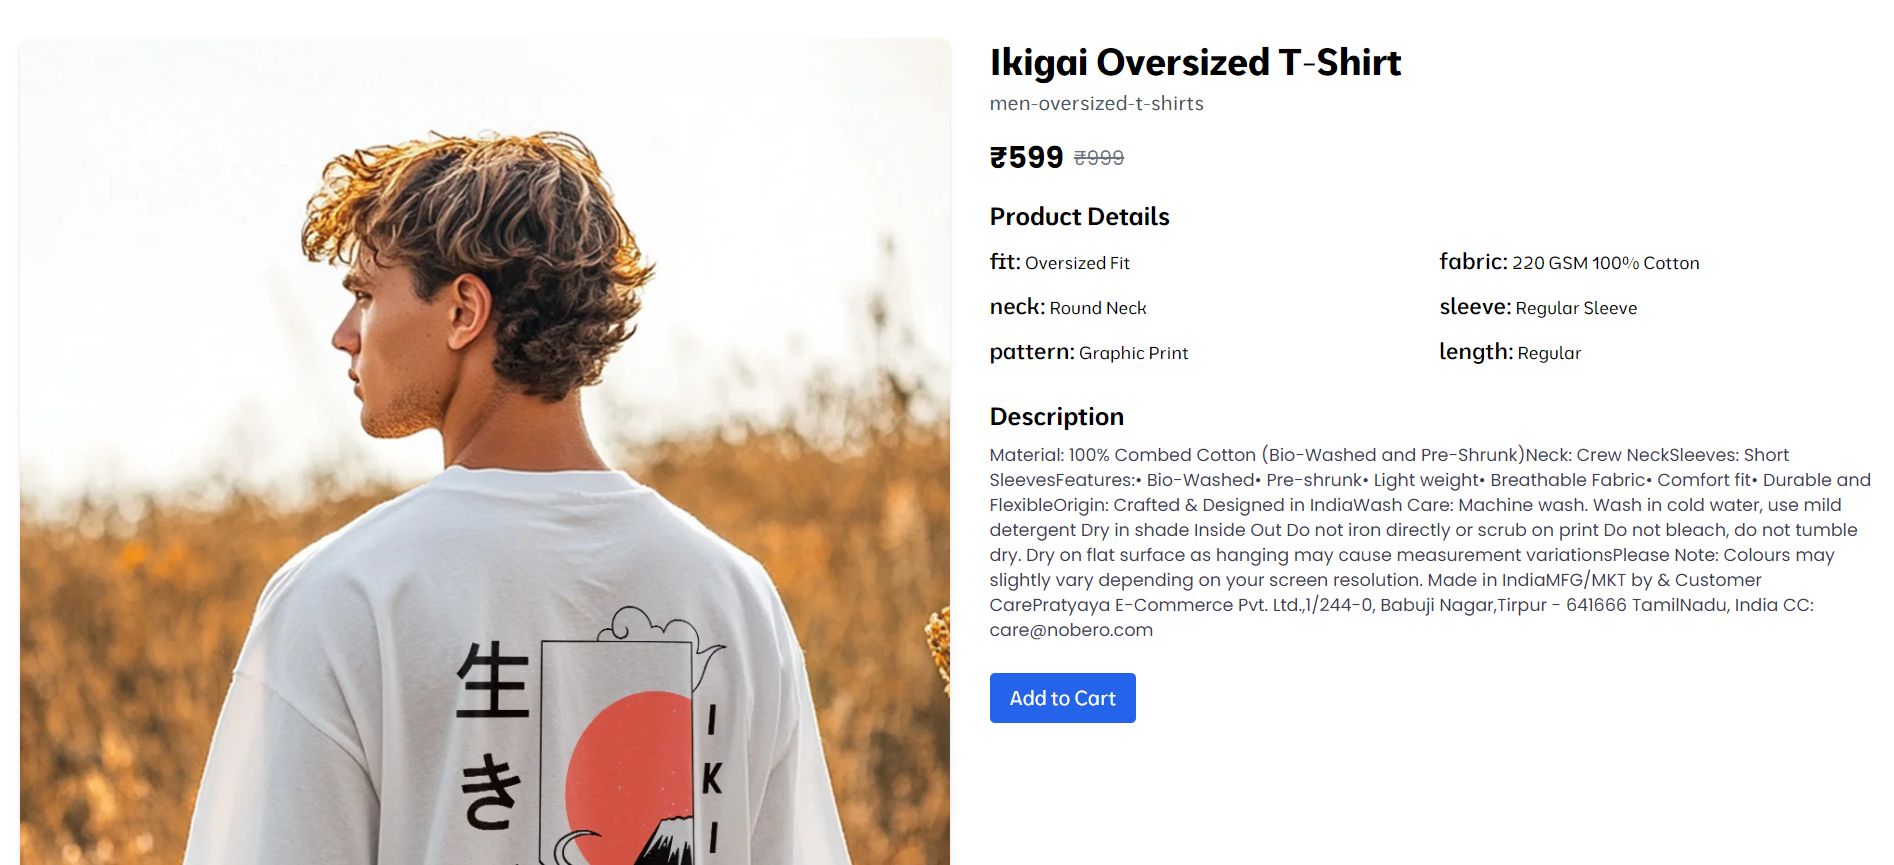 Ikigai Oversized T-Shirt
men-oversized-t-shirts
₹599 ₹999
Product Details
fit: Oversized Fit
fabric: 220 GSM 100% Cotton
neck: Round Neck
sleeve: Regular Sleeve
pattern: Graphic Print
length: Regular
Description
Material: 100% Combed Cotton (Bio-Washed and Pre-Shrunk)Neck: Crew NeckSleeves: Short
SleevesFeatures:• Bio-Washed• Pre-shrunk• Light weight• Breathable Fabric• Comfort fit• Durable and
FlexibleOrigin: Crafted & Designed in IndiaWash Care: Machine wash. Wash in cold water, use mild
detergent Dry in shade Inside Out Do not iron directly or scrub on print Do not bleach, do not tumble
dry. Dry on flat surface as hanging may cause measurement variationsPlease Note: Colours may
slightly vary depending on your screen resolution. Made in IndiaMFG/MKT by & Customer
CarePratyaya E-Commerce Pvt. Ltd.,1/244-0, Babuji Nagar,Tirpur - 641666 TamilNadu, India CC:
care@nobero.com
Add to Cart
生き
IKI